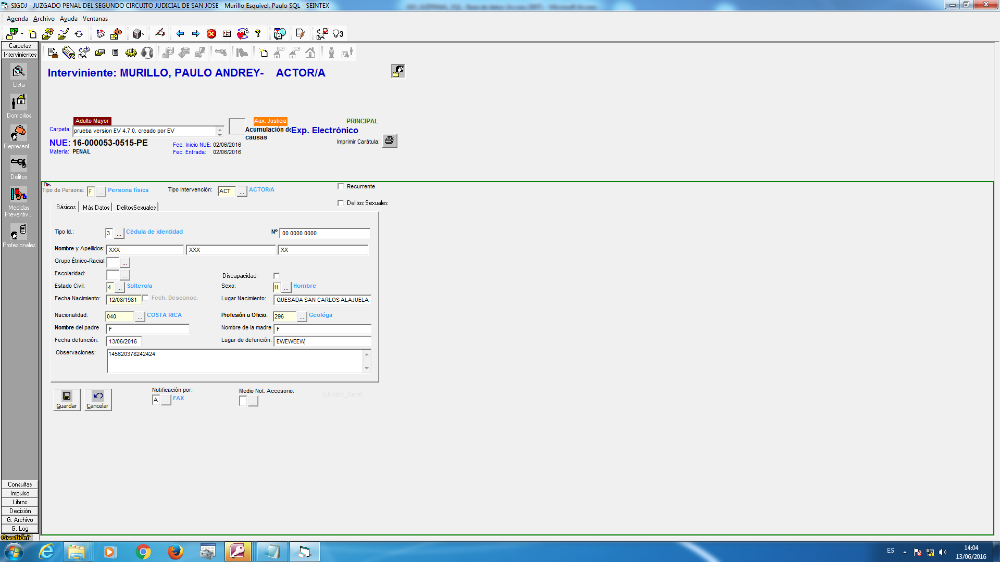 SIGDJ - JUZGADO PENAL DEL SEGUNDO CIRCUITO JUDICIAL DE SAN JOSE - Murillo Esquivel, Paulo SQL - SEINTEX
Agenda Archivo Ayuda Ventanas
3
Carpetas
Intervinientes
Lista
Domicilios
Represent...
Delitos
Medidas
Preventiv...
Profesionales
Consultas
Impulso
Libros
Decisión
G. Archivo
G. Log
Gestión
Interviniente: MURILLO, PAULO ANDREY- ACTOR/A
Adulto Mayor
Aux. Justicia
PRINCIPAL
Carpeta: prueba version EV 4.7.0. creado por EV
Acumulación de
causas
Exp. Electrónico
NUE: 16-000053-0515-PE
Fec. Inicio NUE: 02/06/2016
Imprimir Carátula:
Materia: PENAL
Fec. Entrada: 02/06/2016
Tipo de Persona: F ... Persona física
Tipo Intervención: ACT ... ACTOR/A
Recurrente
Delitos Sexuales
Básicos Más Datos DelitosSexuales
Tipo Id.: 3 ... Cédula de identidad
Nº 00.0000.0000
Nombre y Apellidos: XXX XXX XX
Grupo Étnico-Racial: ...
Escolaridad: ...
Discapacidad:
Estado Civil: 4 ... Soltero/a
Sexo: H ... Hombre
Fecha Nacimiento: 12/08/1981 Fech. Desconoc.
Lugar Nacimiento: QUESADA SAN CARLOS ALAJUELA
Nacionalidad: 040 ... COSTA RICA
Profesión u Oficio: 296 ... Geológa
Nombre del padre F
Nombre de la madre F
Fecha defunción: 13/06/2016
Lugar de defunción: EWEWEEW
Observaciones: 145620378242424
Guardar
Cancelar
Notificación por:
A ... FAX
Medio Not. Accesorio:
...
JLMAbrir_Carint
ES
14:04
13/06/2016